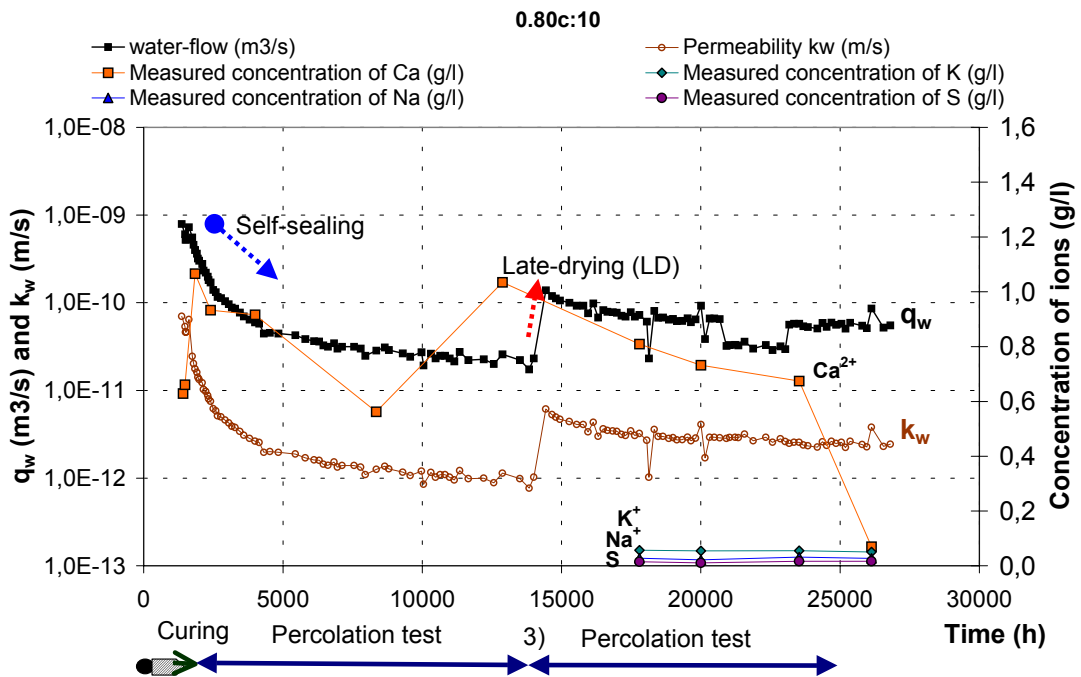 0.80c:10
water-flow (m3/s)
Permeability kw (m/s)
Measured concentration of Ca (g/l)
Measured concentration of K (g/l)
Measured concentration of Na (g/l)
Measured concentration of S (g/l)
1,0E-08
1,0E-09
1,0E-10
1,0E-11
1,0E-12
1,0E-13
q_w (m3/s) and k_w (m/s)
1,6
1,4
1,2
1,0
0,8
0,6
0,4
0,2
0,0
Concentration of ions (g/l)
Self-sealing
Late-drying (LD)
qw
Ca2+
kw
K+
Na+
S
0 5000 10000 15000 20000 25000 30000
Curing Percolation test 3) Percolation test Time (h)